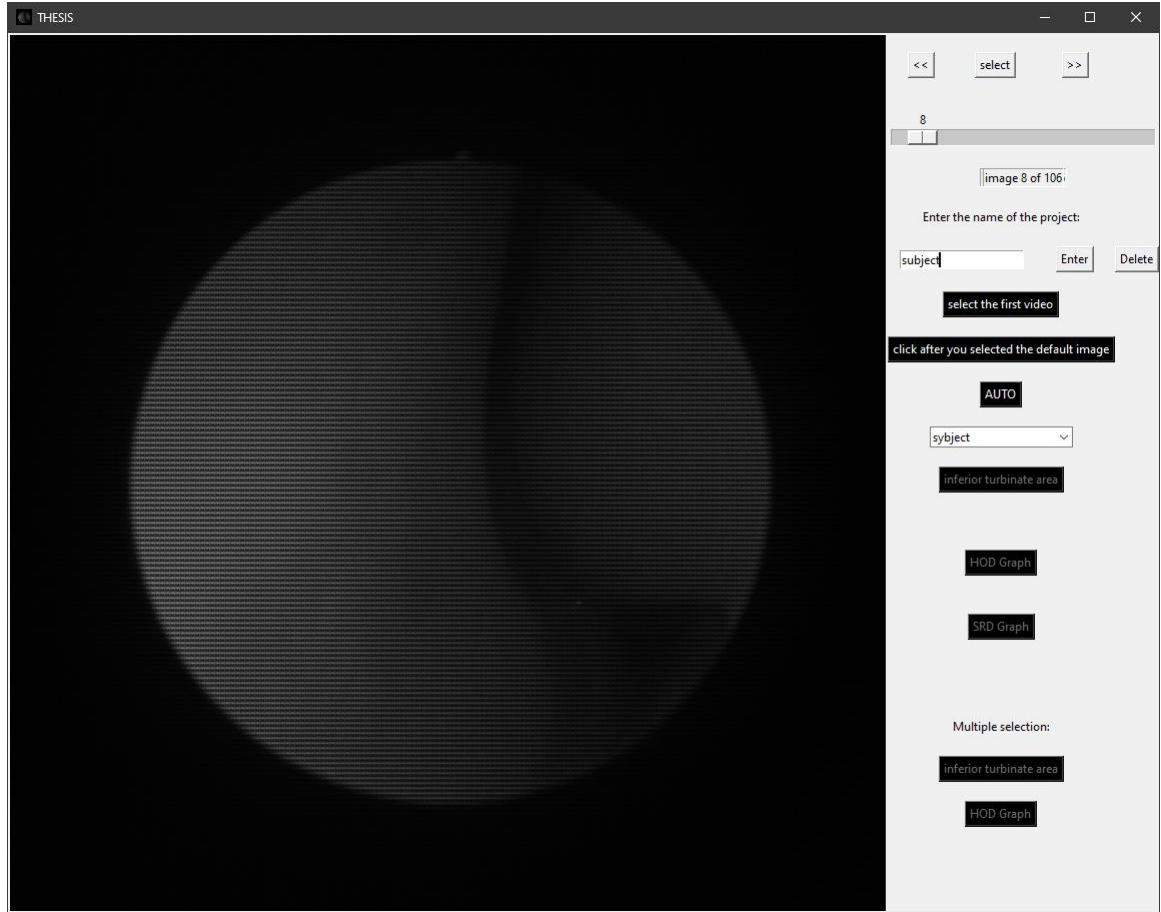 THESIS
<< select >>
8
image 8 of 106
Enter the name of the project:
subject Enter Delete
select the first video
click after you selected the default image
AUTO
sybject
inferior turbinate area
HOD Graph
SRD Graph
Multiple selection:
inferior turbinate area
HOD Graph